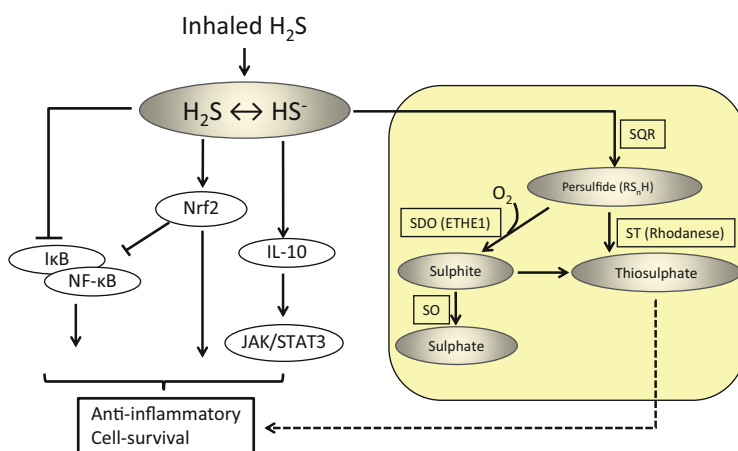 Inhaled H₂S
H₂S ↔ HS⁻
SQR
Persulfide (RSₙH)
Nrf2
O₂
SDO (ETHE1)
ST (Rhodanese)
IκB
NF-κB
IL-10
Sulphite
Thiosulphate
SO
JAK/STAT3
Sulphate
Anti-inflammatory
Cell-survival